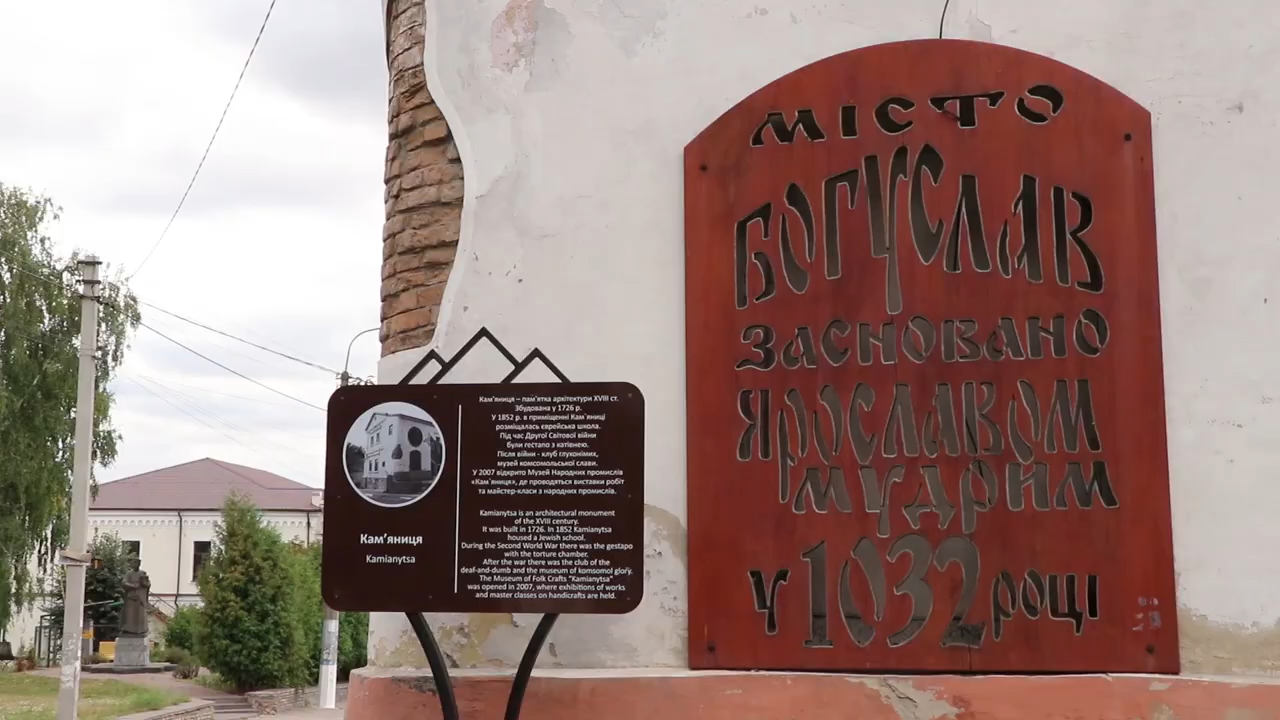 Кам'яниця
Kamianytsa
Кам'яниця – пам'ятка архітектури XVIII ст.
Збудована у 1726 р.
У 1852 р. в приміщенні Кам'яниці
розміщалась єврейська школа.
Під час Другої Світової війни
були гестапо з катівнею.
Після війни - клуб глухонімих,
музей комсомольської слави.
У 2007 відкрито Музей Народних промислів
«Кам'яниця», де проводяться виставки робіт
та майстер-класи з народних промислів.
Kamianytsa is an architectural monument
of the XVIII century.
It was built in 1726. In 1852 Kamianytsa
housed a Jewish school.
During the Second World War there was the gestapo
with the torture chamber.
After the war there was the club of the
deaf-and-dumb and the museum of komsomol glory.
The Museum of Folk Crafts "Kamianytsa"
was opened in 2007, where exhibitions of works
and master classes on handicrafts are held.
МІСТО
БОГУСЛАВ
ЗАСНОВАНО
ЯРОСЛАВОМ
МУДРИМ
У 1032 РОЦІ